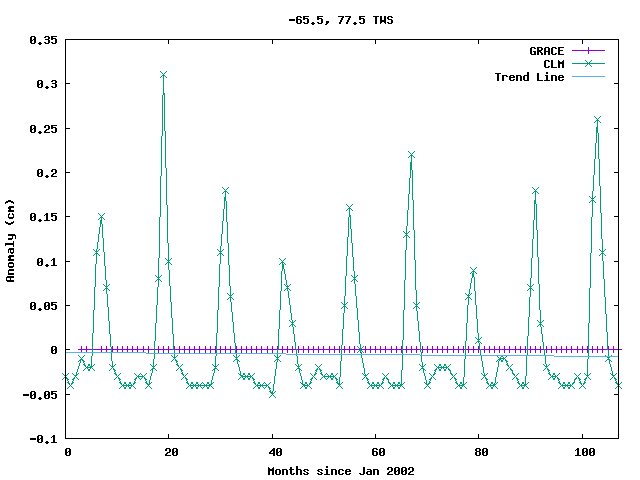 -65.5, 77.5 TWS
GRACE
CLM
Trend Line
0.35
0.3
0.25
0.2
0.15
0.1
0.05
0
-0.05
-0.1
Anomaly (cm)
0 20 40 60 80 100
Months since Jan 2002